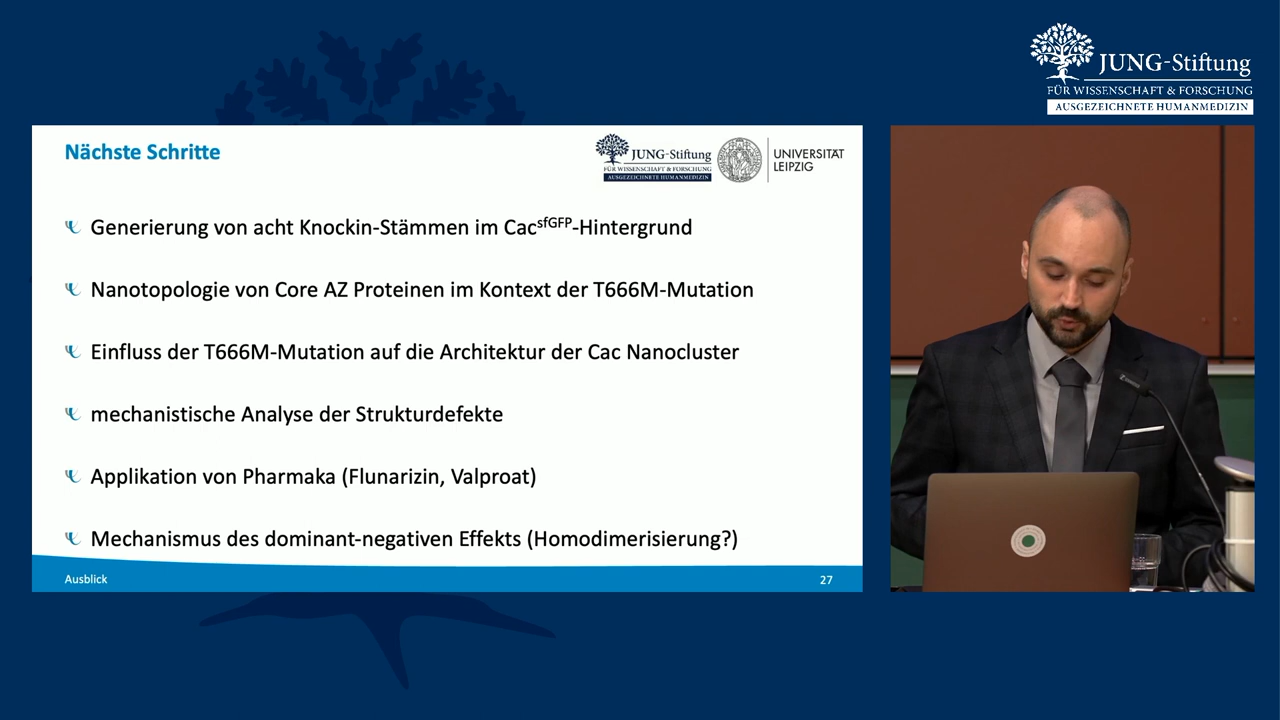 JUNG-Stiftung
FÜR WISSENSCHAFT & FORSCHUNG
AUSGEZEICHNETE HUMANMEDIZIN
Nächste Schritte
JUNG-Stiftung
FÜR WISSENSCHAFT & FORSCHUNG
AUSGEZEICHNETE HUMANMEDIZIN
UNIVERSITÄT
LEIPZIG
Generierung von acht Knockin-Stämmen im Cac^sfGFP-Hintergrund
Nanotopologie von Core AZ Proteinen im Kontext der T666M-Mutation
Einfluss der T666M-Mutation auf die Architektur der Cac Nanocluster
mechanistische Analyse der Strukturdefekte
Applikation von Pharmaka (Flunarizin, Valproat)
Mechanismus des dominant-negativen Effekts (Homodimerisierung?)
Ausblick
27